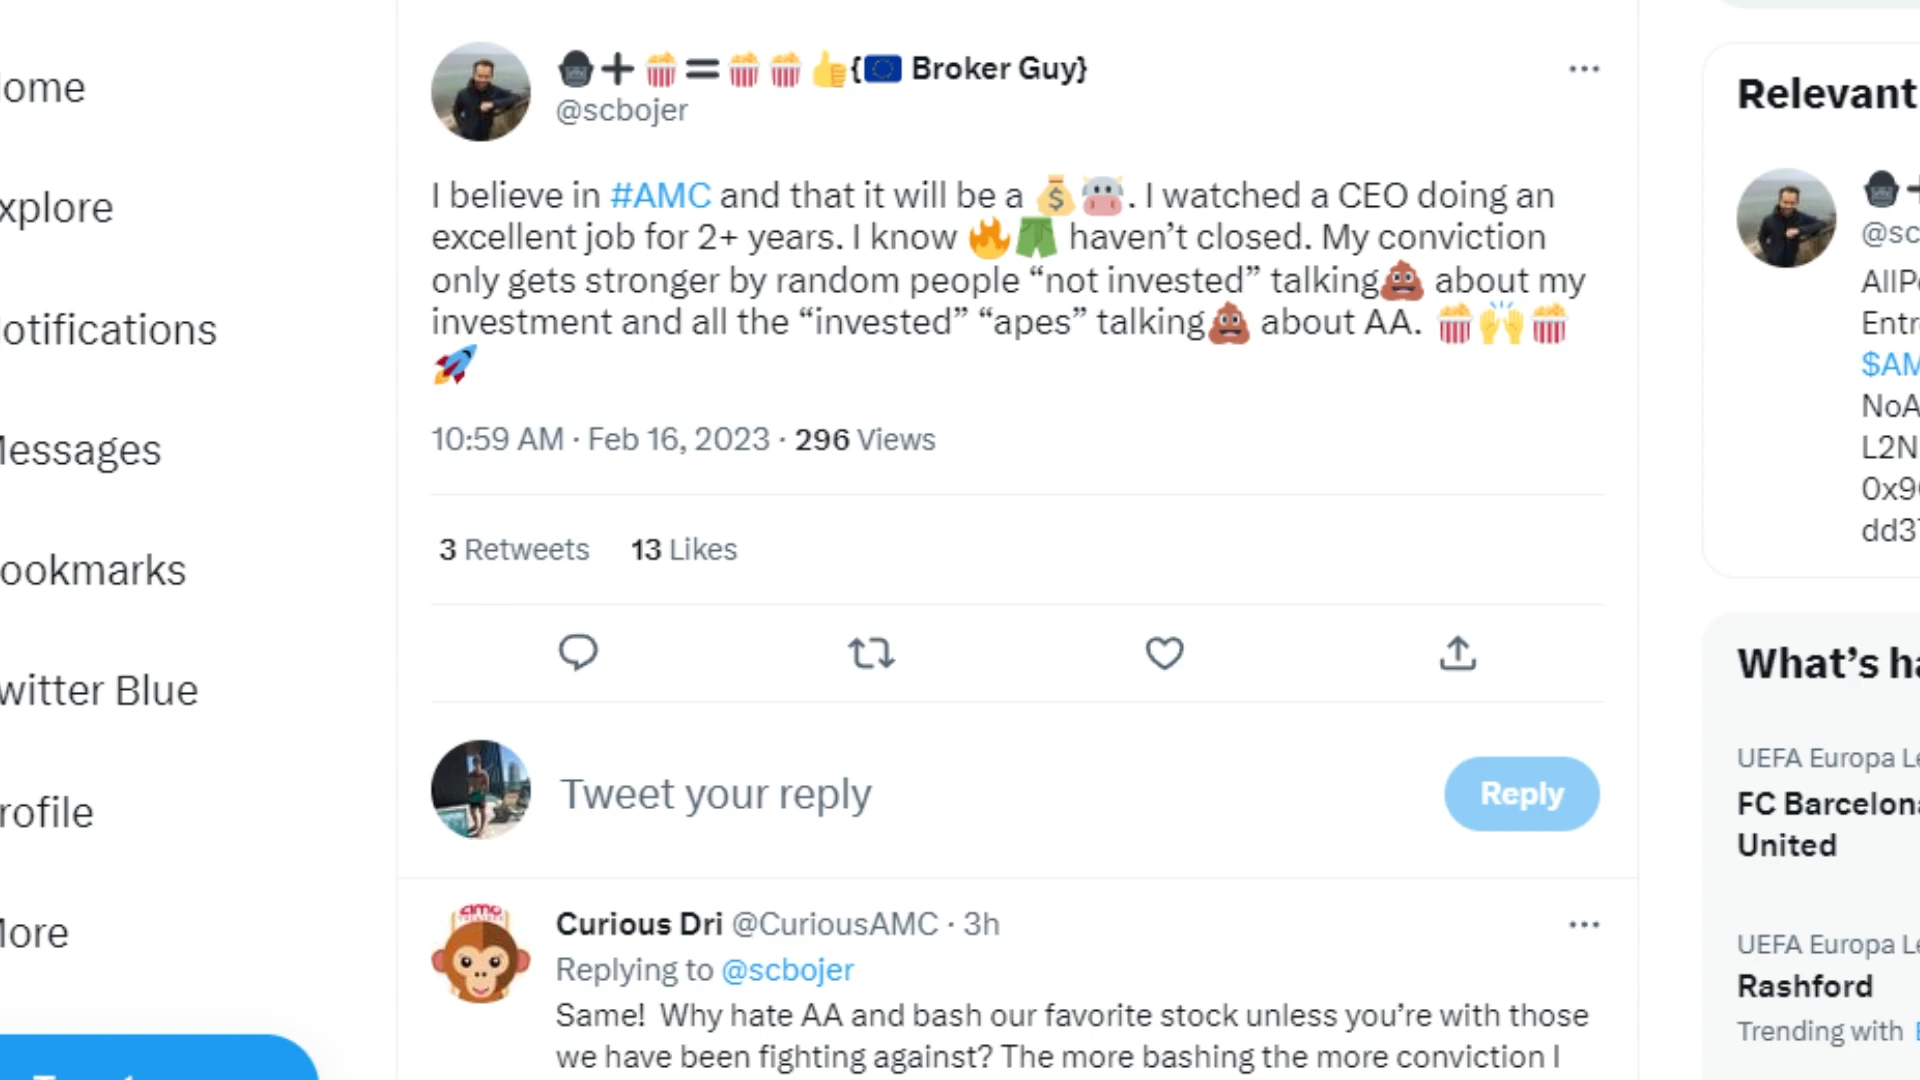 ome
xplore
otifications
essages
ookmarks
witter Blue
rofile
ore
🦍➕🍿=🍿🍿👍{🇪🇺 Broker Guy}
@scbojer
I believe in #AMC and that it will be a 💰🐮. I watched a CEO doing an
excellent job for 2+ years. I know 🔥🩳 haven’t closed. My conviction
only gets stronger by random people “not invested” talking💩 about my
investment and all the “invested” “apes” talking💩 about AA. 🍿🙌🍿
🚀
10:59 AM · Feb 16, 2023 · 296 Views
3 Retweets 13 Likes
Tweet your reply
Reply
Curious Dri @CuriousAMC · 3h
Replying to @scbojer
Same! Why hate AA and bash our favorite stock unless you’re with those
we have been fighting against? The more bashing the more conviction I
Relevant
@sc
AllP
Entr
$AM
NoA
L2N
0x9
dd3
What’s ha
UEFA Europa Le
FC Barcelona
United
UEFA Europa Le
Rashford
Trending with